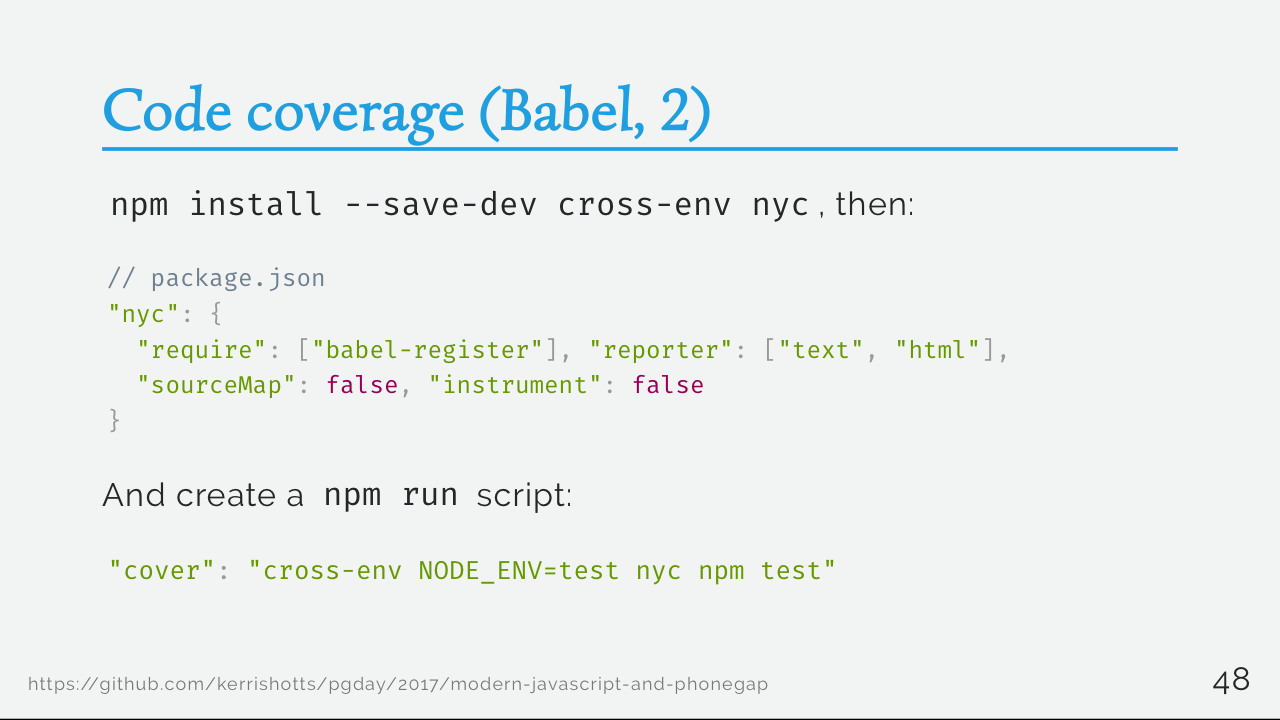 Code coverage (Babel, 2)
npm install --save-dev cross-env nyc , then:
// package.json
"nyc": {
  "require": ["babel-register"], "reporter": ["text", "html"],
  "sourceMap": false, "instrument": false
}
And create a npm run script:
"cover": "cross-env NODE_ENV=test nyc npm test"
https://github.com/kerrishotts/pgday/2017/modern-javascript-and-phonegap
48